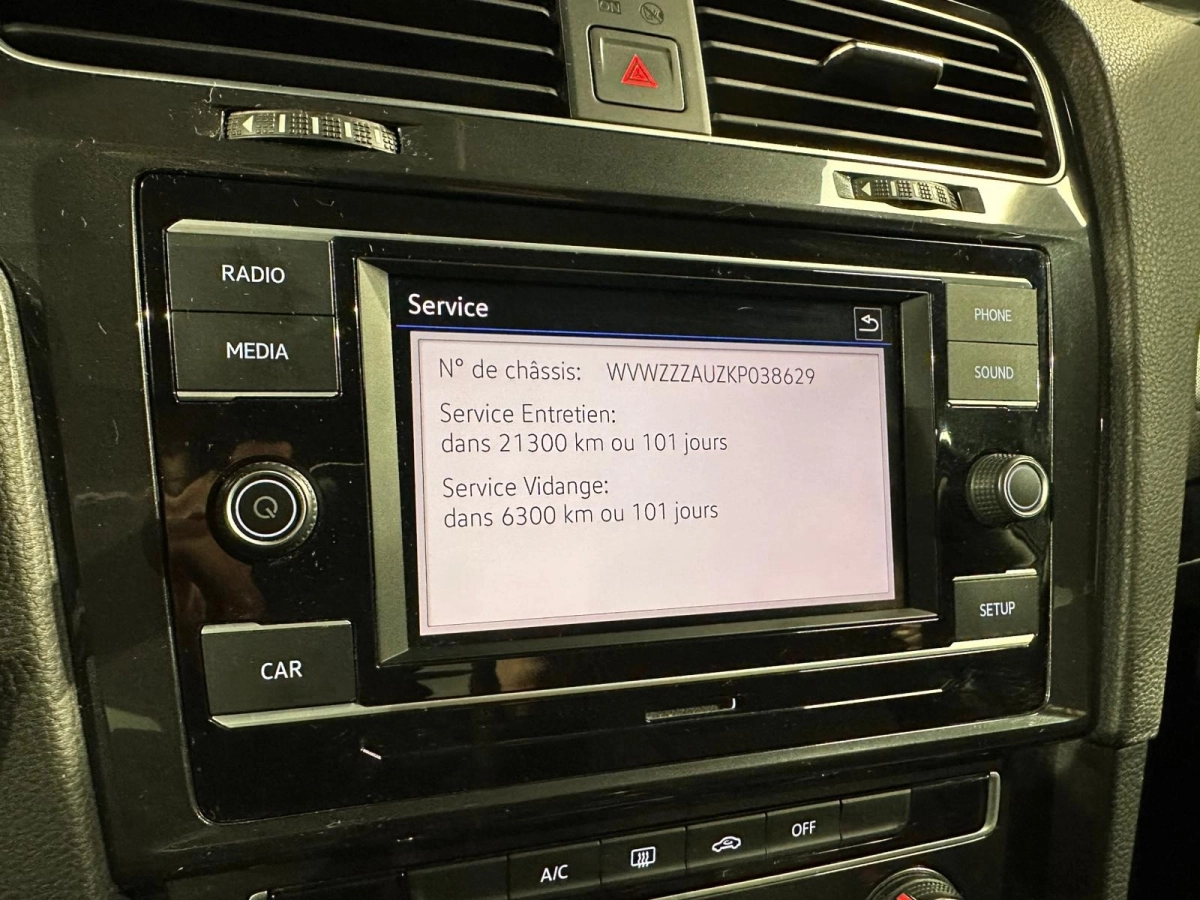 ON
RADIO
MEDIA
PHONE
SOUND
Service
N° de châssis: WVWZZZAUZKP038629
Service Entretien:
dans 21300 km ou 101 jours
Service Vidange:
dans 6300 km ou 101 jours
CAR
SETUP
A/C
OFF